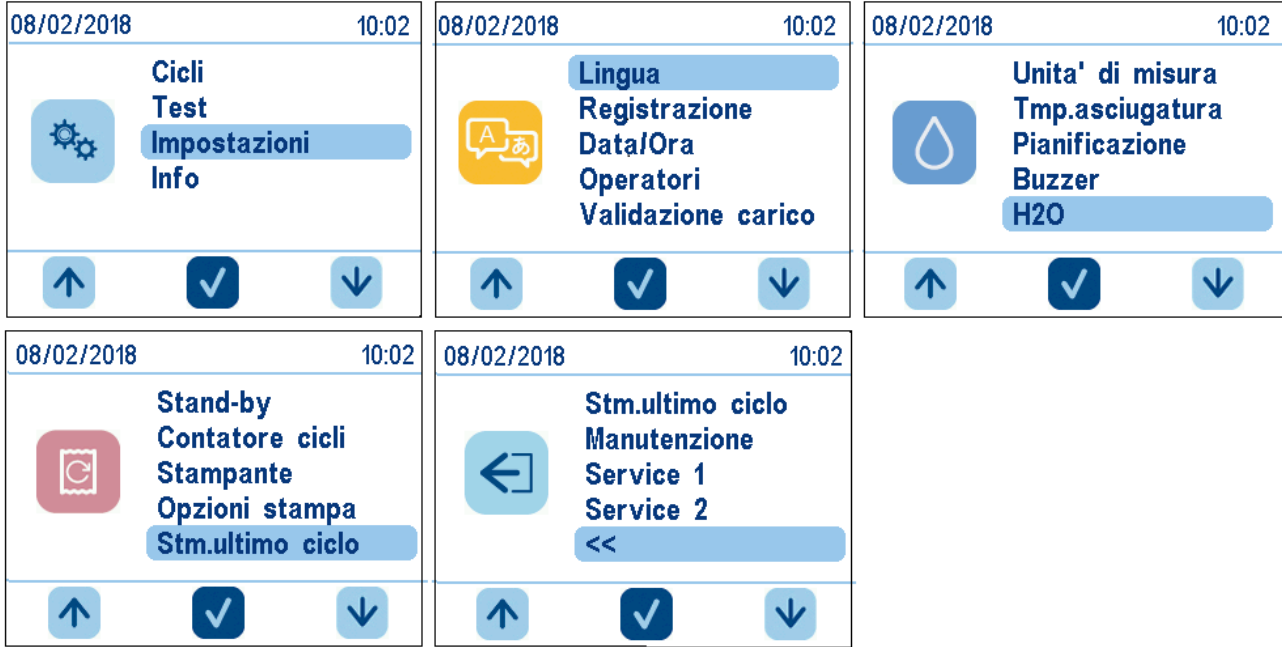 08/02/2018 10:02
Cicli
Test
Impostazioni
Info
08/02/2018 10:02
A あ
Lingua
Registrazione
Data/Ora
Operatori
Validazione carico
08/02/2018 10:02
Unita' di misura
Tmp.asciugatura
Pianificazione
Buzzer
H2O
08/02/2018 10:02
Stand-by
Contatore cicli
Stampante
Opzioni stampa
Stm.ultimo ciclo
08/02/2018 10:02
Stm.ultimo ciclo
Manutenzione
Service 1
Service 2
<<